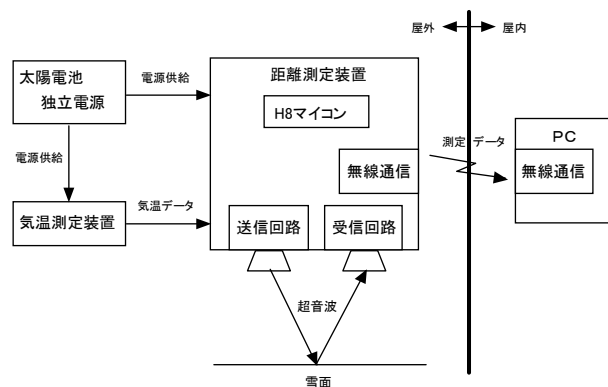 屋外
屋内
太陽電池
独立電源
電源供給
距離測定装置
H8マイコン
電源供給
測定データ
PC
無線通信
無線通信
気温測定装置
気温データ
送信回路
受信回路
超音波
雪面